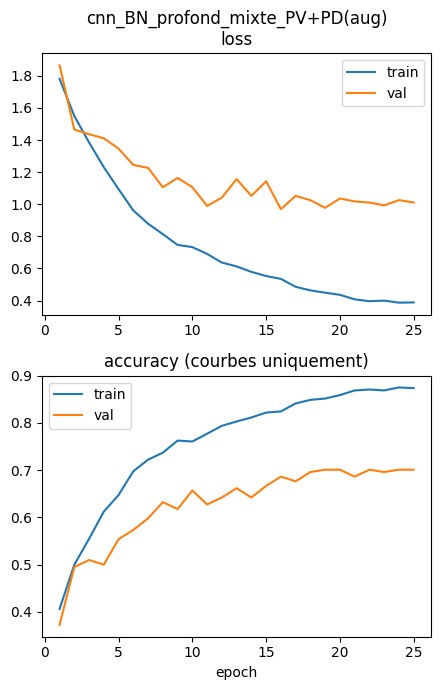 cnn_BN_profond_mixte_PV+PD(aug)
loss
train
val
1.8
1.6
1.4
1.2
1.0
0.8
0.6
0.4
0 5 10 15 20 25
accuracy (courbes uniquement)
train
val
0.9
0.8
0.7
0.6
0.5
0.4
0 5 10 15 20 25
epoch